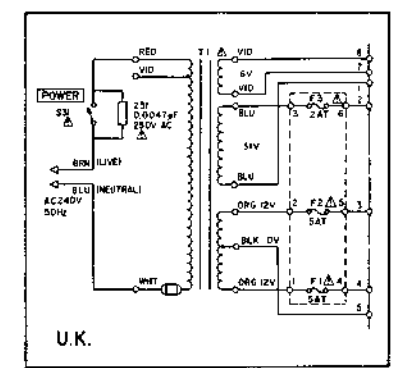 RED
VIO
T1
VIO
8
7
6V
VIO
1
POWER
S31
0.0047µF
250V AC
BLU
3
F3
2AT
6
2
51V
BRN (LIVE)
BLU (NEUTRAL)
AC240V
50Hz
BLU
ORG 12V
2
F2
5
3
5AT
BLK 0V
WHT
ORG 12V
1
F1
4
4
5AT
5
U.K.